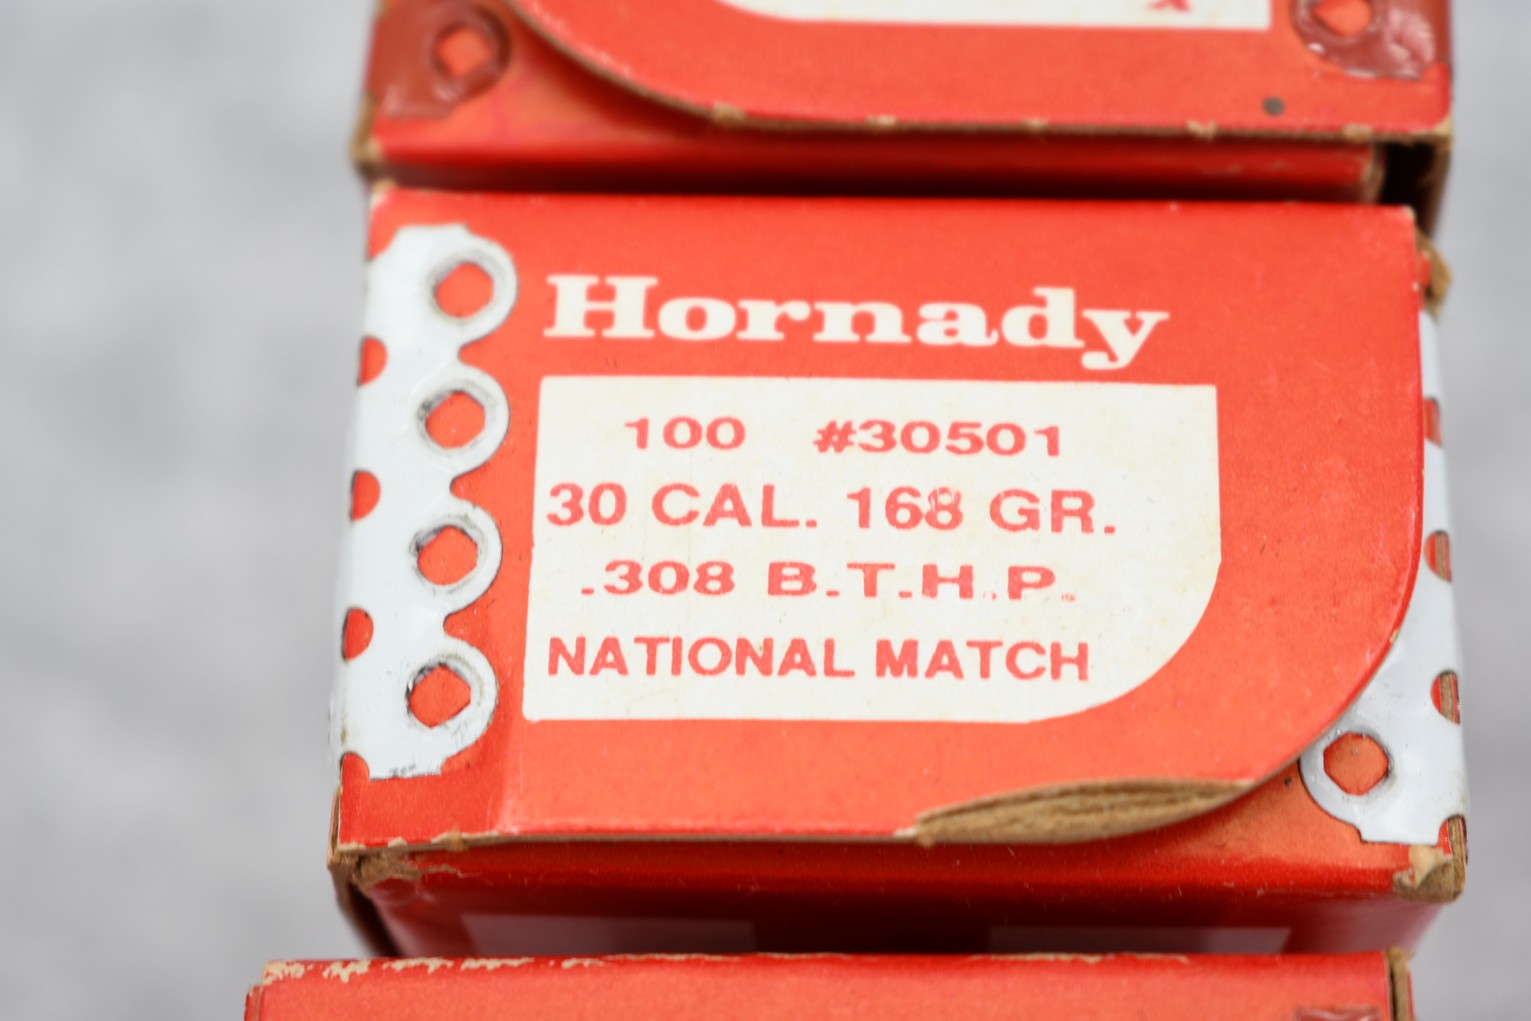 Hornady
100 #30501
30 CAL. 168 GR.
.308 B.T.H.P.
NATIONAL MATCH